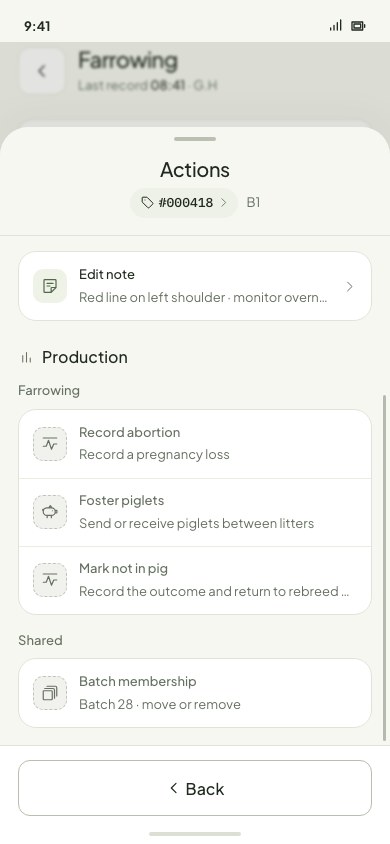 9:41
Farrowing
Last record 08:41 · G.H
Actions
#000418
B1
Edit note
Red line on left shoulder · monitor overn…
Production
Farrowing
Record abortion
Record a pregnancy loss
Foster piglets
Send or receive piglets between litters
Mark not in pig
Record the outcome and return to rebreed …
Shared
Batch membership
Batch 28 · move or remove
Back